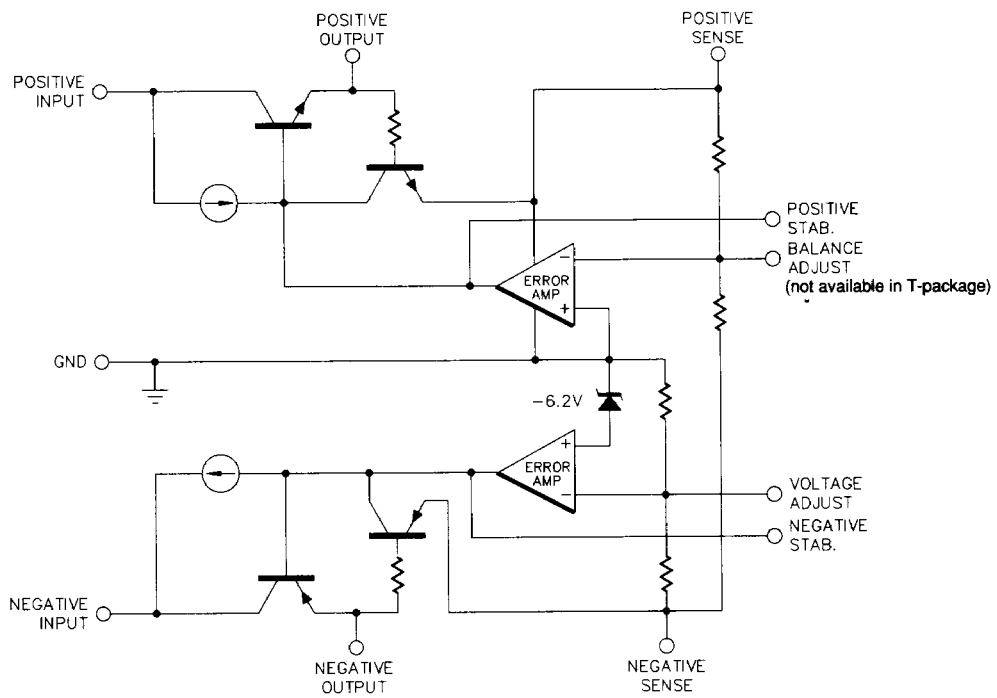 POSITIVE
OUTPUT
POSITIVE
SENSE
POSITIVE
INPUT
POSITIVE
STAB.
BALANCE
ADJUST
(not available in T-package)
ERROR
AMP
−
+
GND
−6.2V
ERROR
AMP
+
−
VOLTAGE
ADJUST
NEGATIVE
STAB.
NEGATIVE
INPUT
NEGATIVE
OUTPUT
NEGATIVE
SENSE